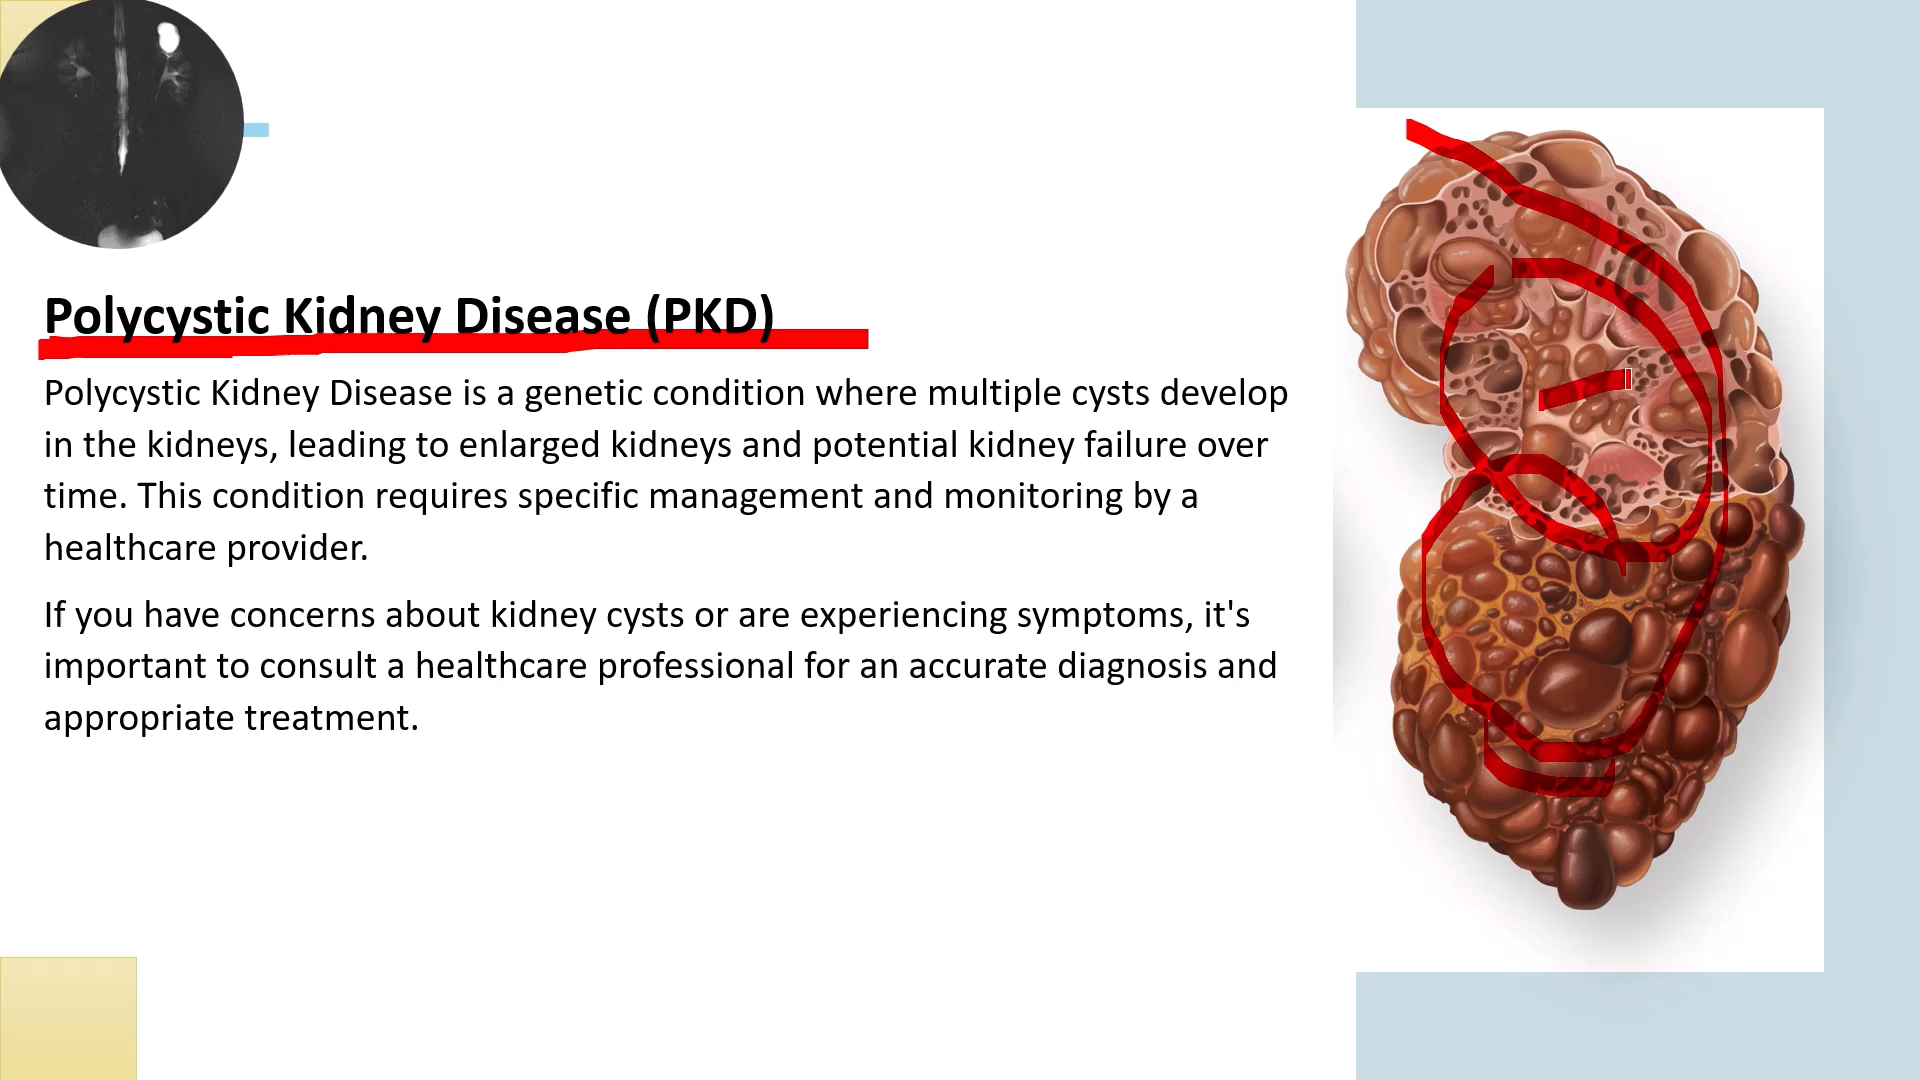 Polycystic Kidney Disease (PKD)
Polycystic Kidney Disease is a genetic condition where multiple cysts develop
in the kidneys, leading to enlarged kidneys and potential kidney failure over
time. This condition requires specific management and monitoring by a
healthcare provider.
If you have concerns about kidney cysts or are experiencing symptoms, it's
important to consult a healthcare professional for an accurate diagnosis and
appropriate treatment.